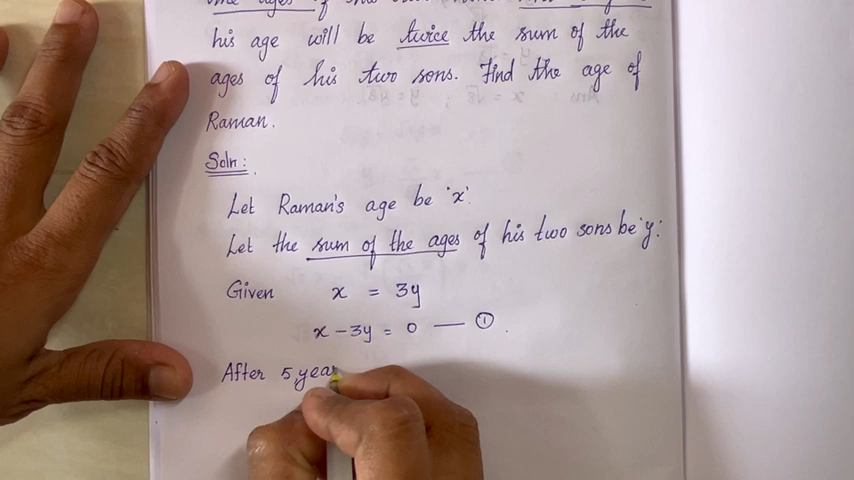 his age will be twice the sum of the
ages of his two sons. Find the age of
Raman.
Soln:
Let Raman's age be 'x'.
Let the sum of the ages of his two sons be 'y'.
Given x = 3y
x - 3y = 0 — ①.
After 5 year